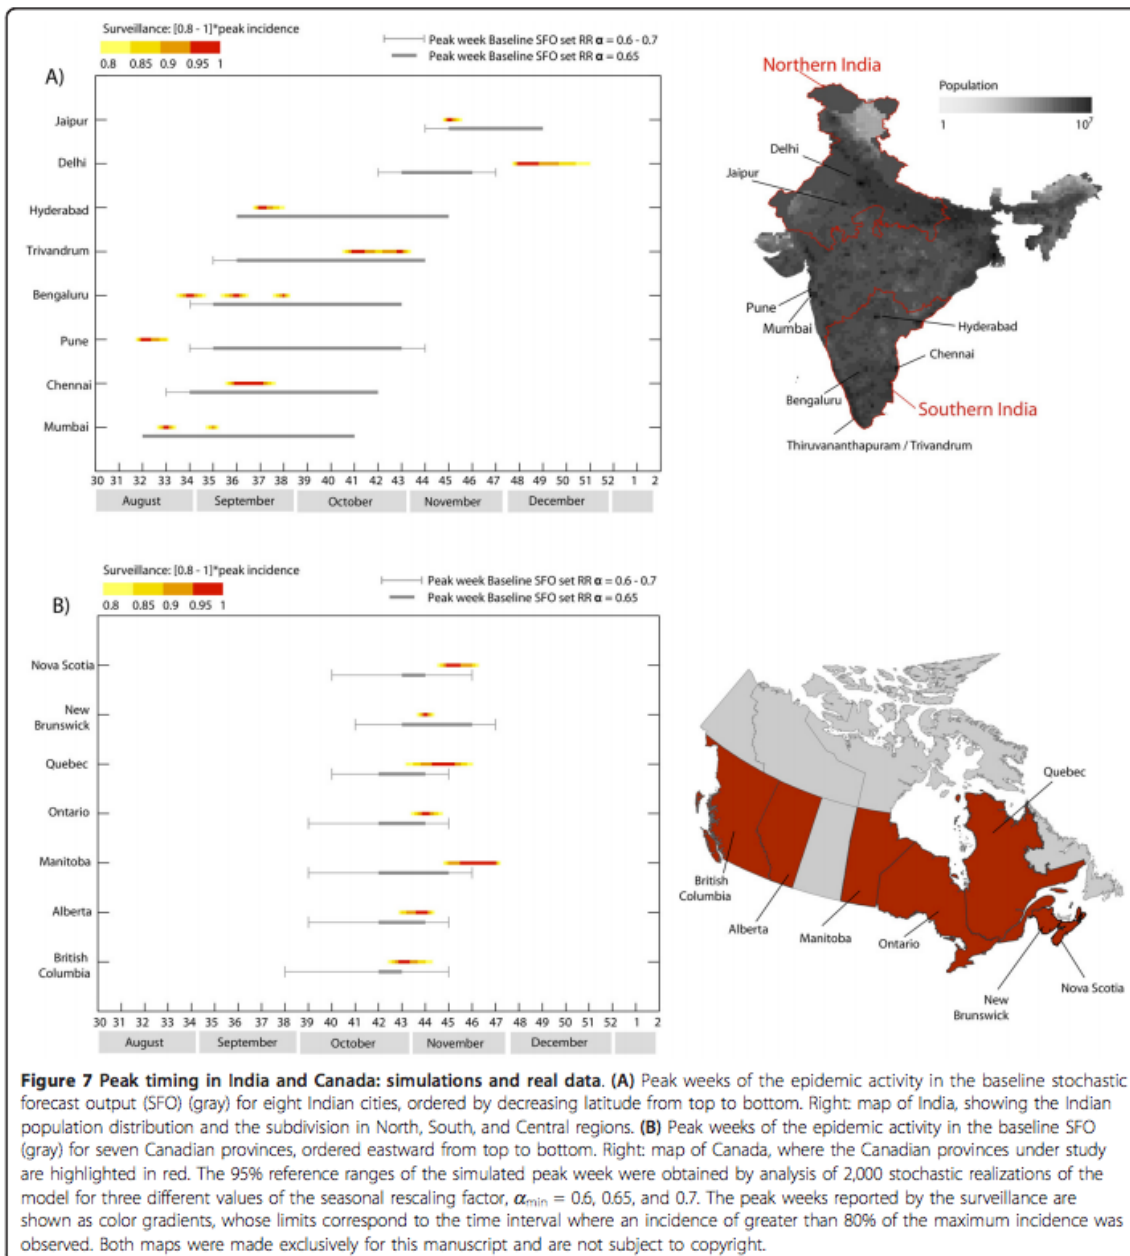 Surveillance: [0.8 - 1]*peak incidence
0.8 0.85 0.9 0.95 1
Peak week Baseline SFO set RR α = 0.6 - 0.7
Peak week Baseline SFO set RR α = 0.65
A)
Jaipur
Delhi
Hyderabad
Trivandrum
Bengaluru
Pune
Chennai
Mumbai
30 31 32 33 34 35 36 37 38 39 40 41 42 43 44 45 46 47 48 49 50 51 52 1 2
August September October November December
Northern India
Population
1 10⁷
Delhi
Jaipur
Pune
Mumbai
Hyderabad
Chennai
Bengaluru
Southern India
Thiruvananthapuram / Trivandrum
Surveillance: [0.8 - 1]*peak incidence
0.8 0.85 0.9 0.95 1
Peak week Baseline SFO set RR α = 0.6 - 0.7
Peak week Baseline SFO set RR α = 0.65
B)
Nova Scotia
New
Brunswick
Quebec
Ontario
Manitoba
Alberta
British
Columbia
30 31 32 33 34 35 36 37 38 39 40 41 42 43 44 45 46 47 48 49 50 51 52 1 2
August September October November December
Quebec
British
Columbia
Alberta
Manitoba
Ontario
New
Brunswick
Nova Scotia
Figure 7 Peak timing in India and Canada: simulations and real data. (A) Peak weeks of the epidemic activity in the baseline stochastic
forecast output (SFO) (gray) for eight Indian cities, ordered by decreasing latitude from top to bottom. Right: map of India, showing the Indian
population distribution and the subdivision in North, South, and Central regions. (B) Peak weeks of the epidemic activity in the baseline SFO
(gray) for seven Canadian provinces, ordered eastward from top to bottom. Right: map of Canada, where the Canadian provinces under study
are highlighted in red. The 95% reference ranges of the simulated peak week were obtained by analysis of 2,000 stochastic realizations of the
model for three different values of the seasonal rescaling factor, αmin = 0.6, 0.65, and 0.7. The peak weeks reported by the surveillance are
shown as color gradients, whose limits correspond to the time interval where an incidence of greater than 80% of the maximum incidence was
observed. Both maps were made exclusively for this manuscript and are not subject to copyright.